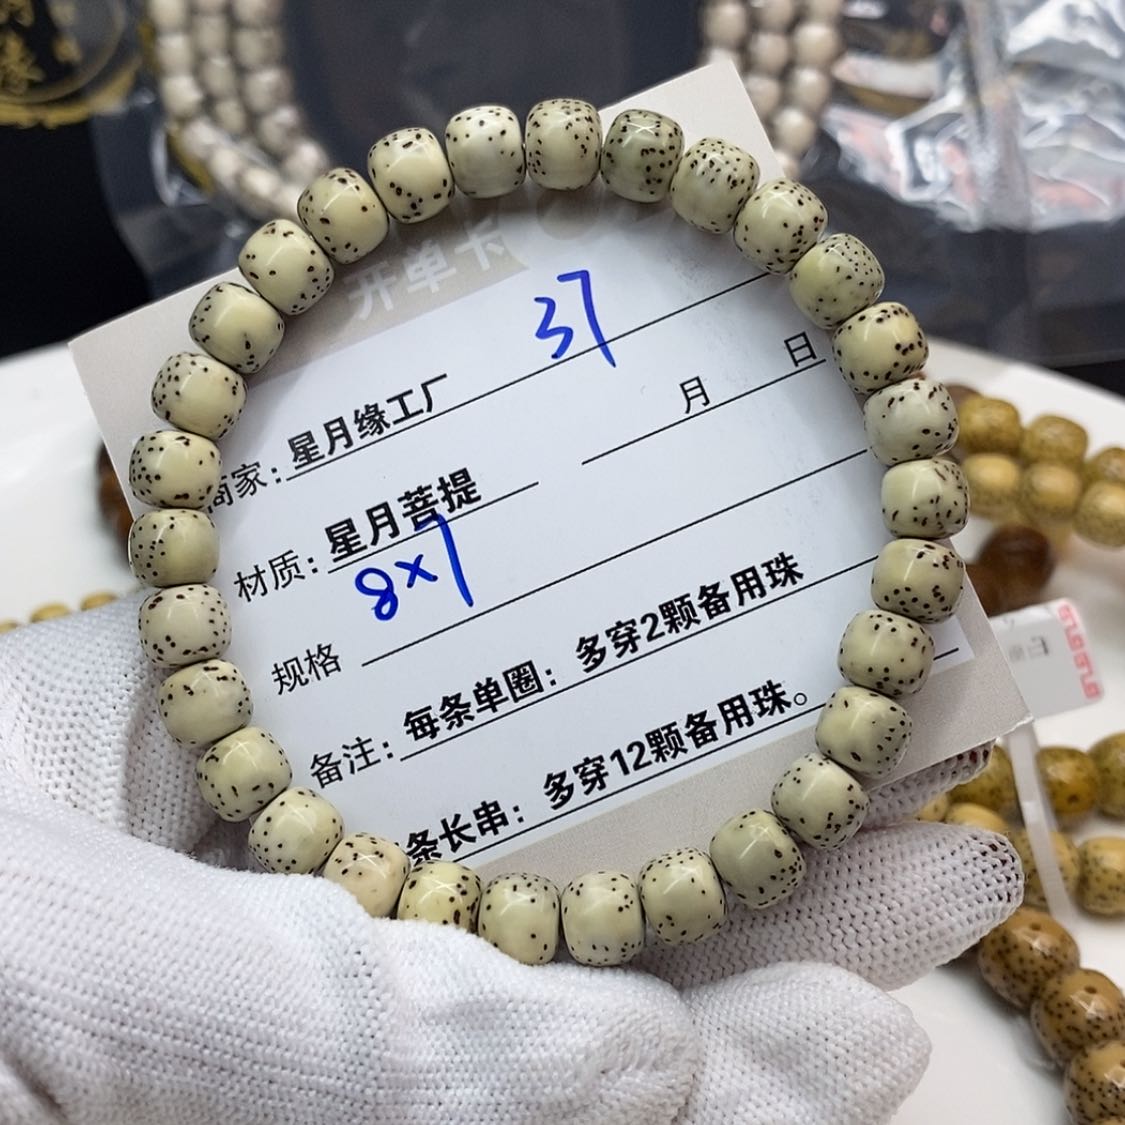 开单卡
37
商家：星月缘工厂
月 日
材质：星月菩提
规格 8×7
备注：每条单圈：多穿2颗备用珠
条长串：多穿12颗备用珠。